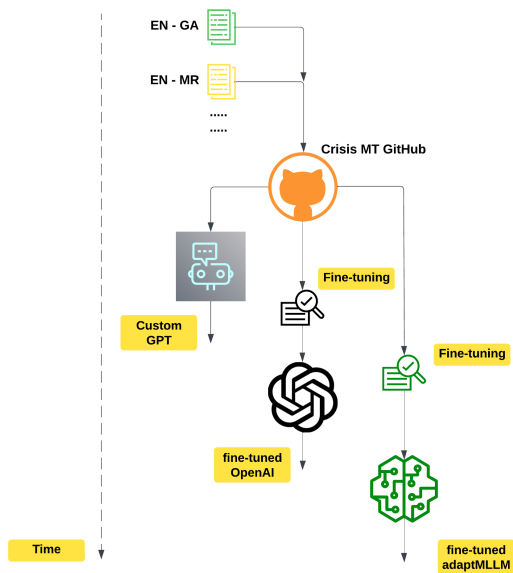 EN - GA
EN - MR
.....
.....
Crisis MT GitHub
Fine-tuning
Custom
GPT
Fine-tuning
fine-tuned
OpenAI
Time
fine-tuned
adaptMLLM